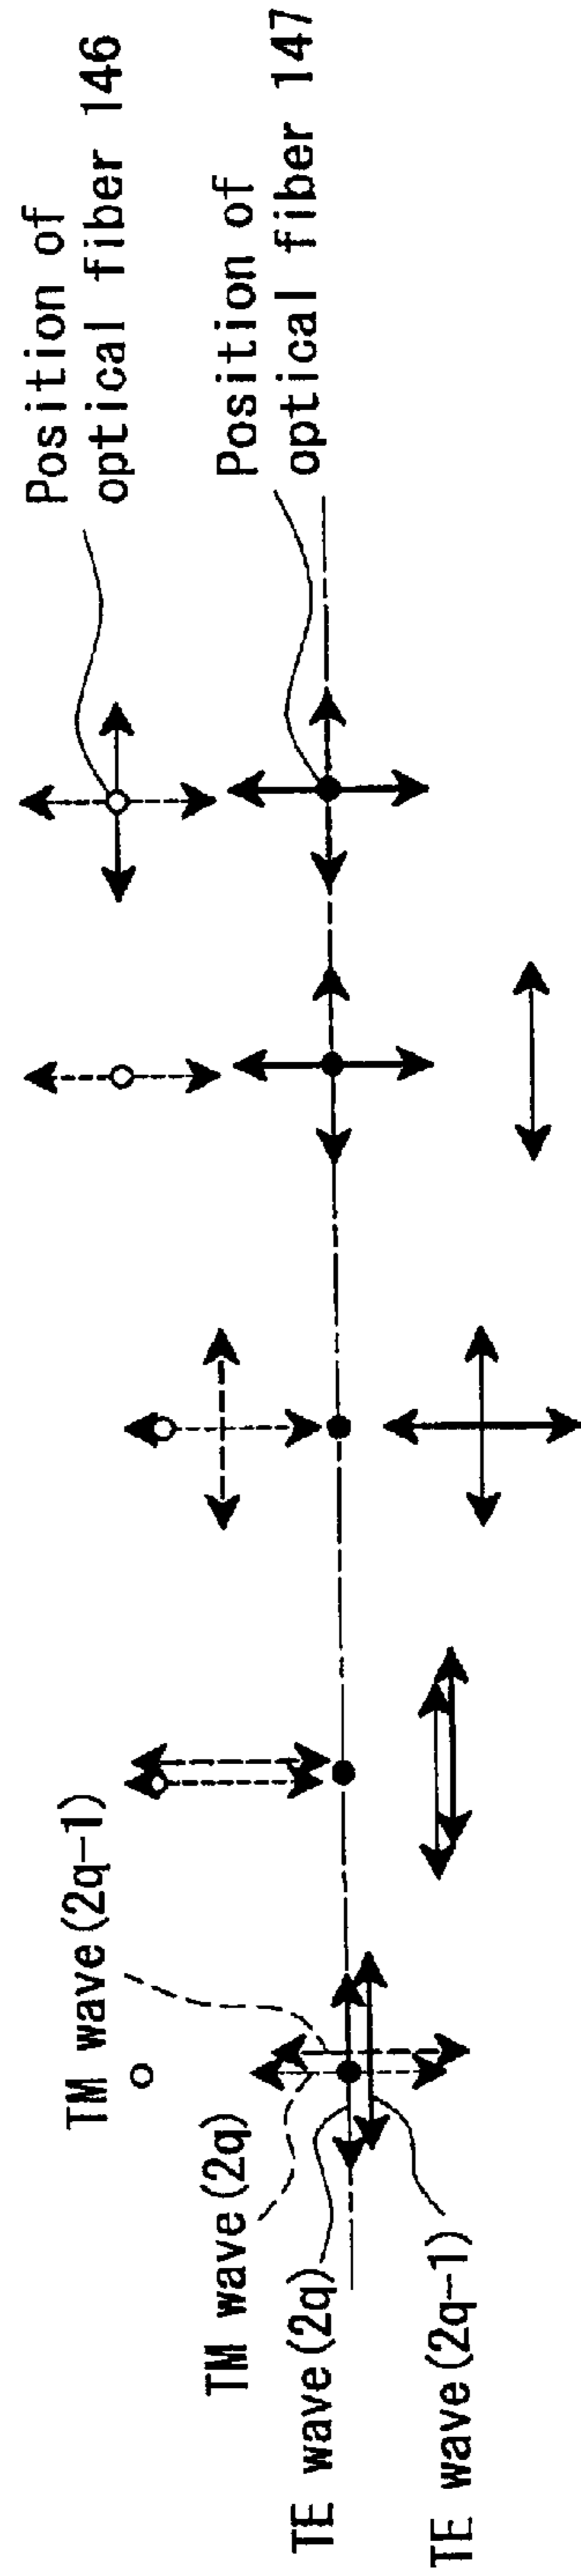 TM wave(2q-1)
TM wave(2q)
TE wave(2q)
TE wave(2q-1)
Position of
optical fiber 146
Position of
optical fiber 147